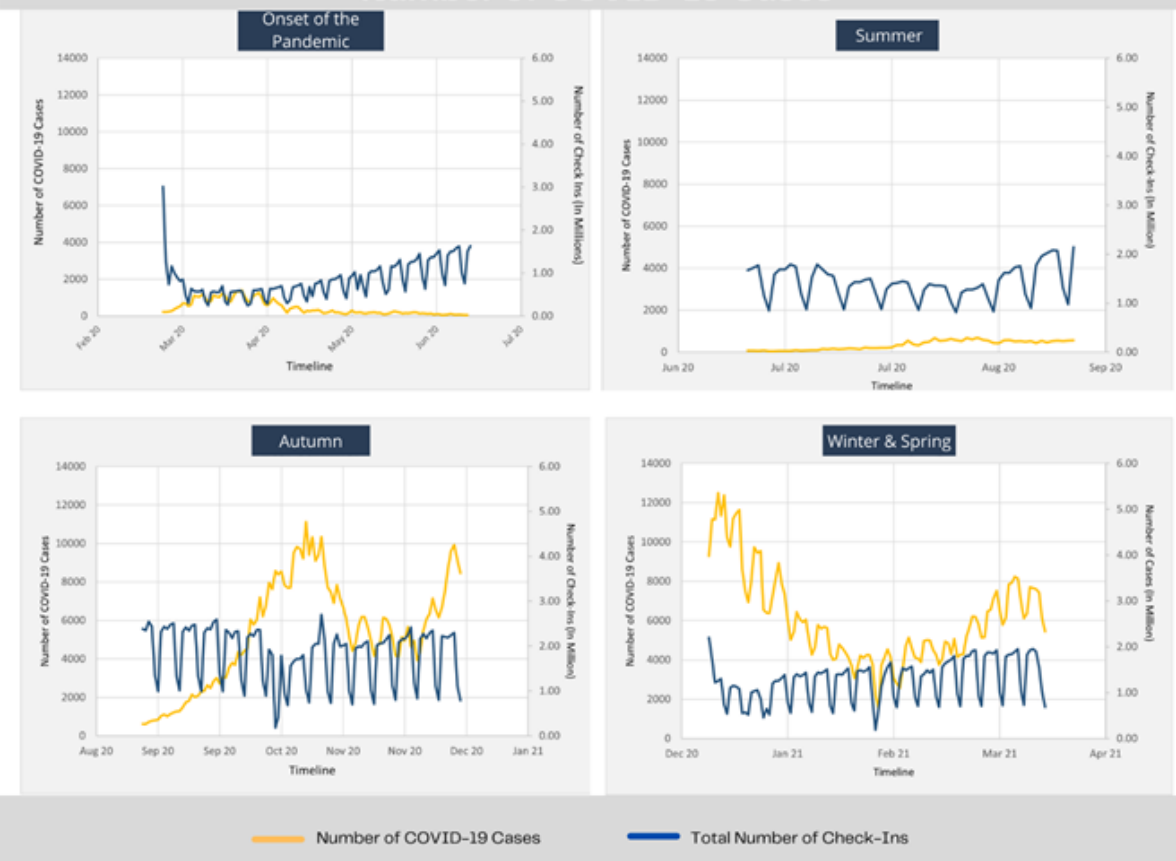 Onset of the
Pandemic
14000
12000
10000
8000
6000
4000
2000
0
Number of COVID-19 Cases
6.00
5.00
4.00
3.00
2.00
1.00
0.00
Number of Check Ins (In Millions)
Feb 20
Mar 20
Apr 20
May 20
Jun 20
Jul 20
Timeline
Summer
14000
12000
10000
8000
6000
4000
2000
0
Number of COVID-19 Cases
6.00
5.00
4.00
3.00
2.00
1.00
0.00
Number of Check-Ins (In Million)
Jun 20
Jul 20
Jul 20
Aug 20
Sep 20
Timeline
Autumn
14000
12000
10000
8000
6000
4000
2000
0
Number of COVID-19 Cases
6.00
5.00
4.00
3.00
2.00
1.00
0.00
Number of Check-Ins (In Million)
Aug 20
Sep 20
Sep 20
Oct 20
Nov 20
Nov 20
Dec 20
Jan 21
Timeline
Winter & Spring
14000
12000
10000
8000
6000
4000
2000
0
Number of COVID-19 Cases
6.00
5.00
4.00
3.00
2.00
1.00
0.00
Number of Cases (In Million)
Dec 20
Jan 21
Feb 21
Mar 21
Apr 21
Timeline
Number of COVID-19 Cases
Total Number of Check-Ins